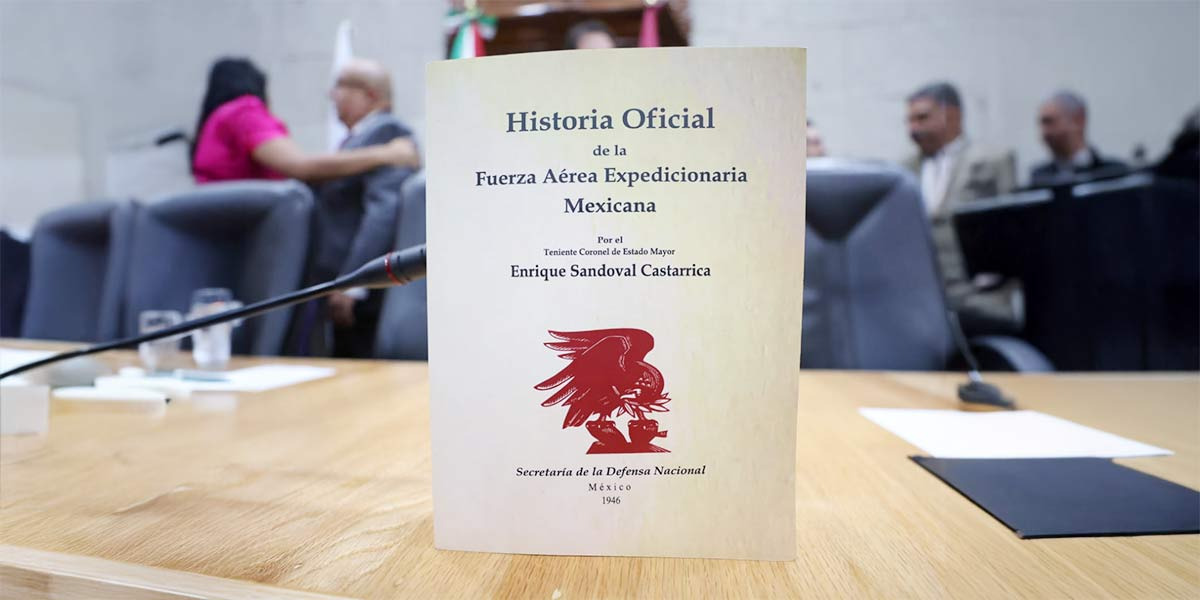 Historia Oficial
de la
Fuerza Aérea Expedicionaria
Mexicana
Por el
Teniente Coronel de Estado Mayor
Enrique Sandoval Castarrica
Secretaría de la Defensa Nacional
México
1946